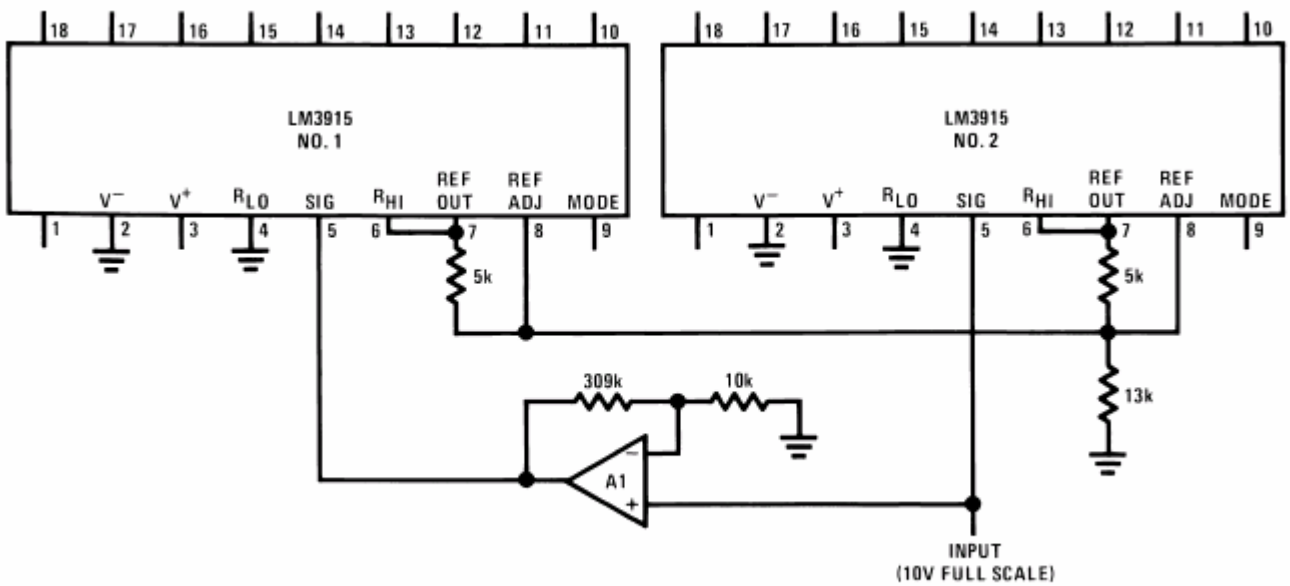 18 17 16 15 14 13 12 11 10
18 17 16 15 14 13 12 11 10
LM3915
NO. 1
LM3915
NO. 2
V− V+ RLO SIG RHI REF OUT REF ADJ MODE
V− V+ RLO SIG RHI REF OUT REF ADJ MODE
1 2 3 4 5 6 7 8 9
1 2 3 4 5 6 7 8 9
5k
5k
309k
10k
13k
−
A1
+
INPUT
(10V FULL SCALE)